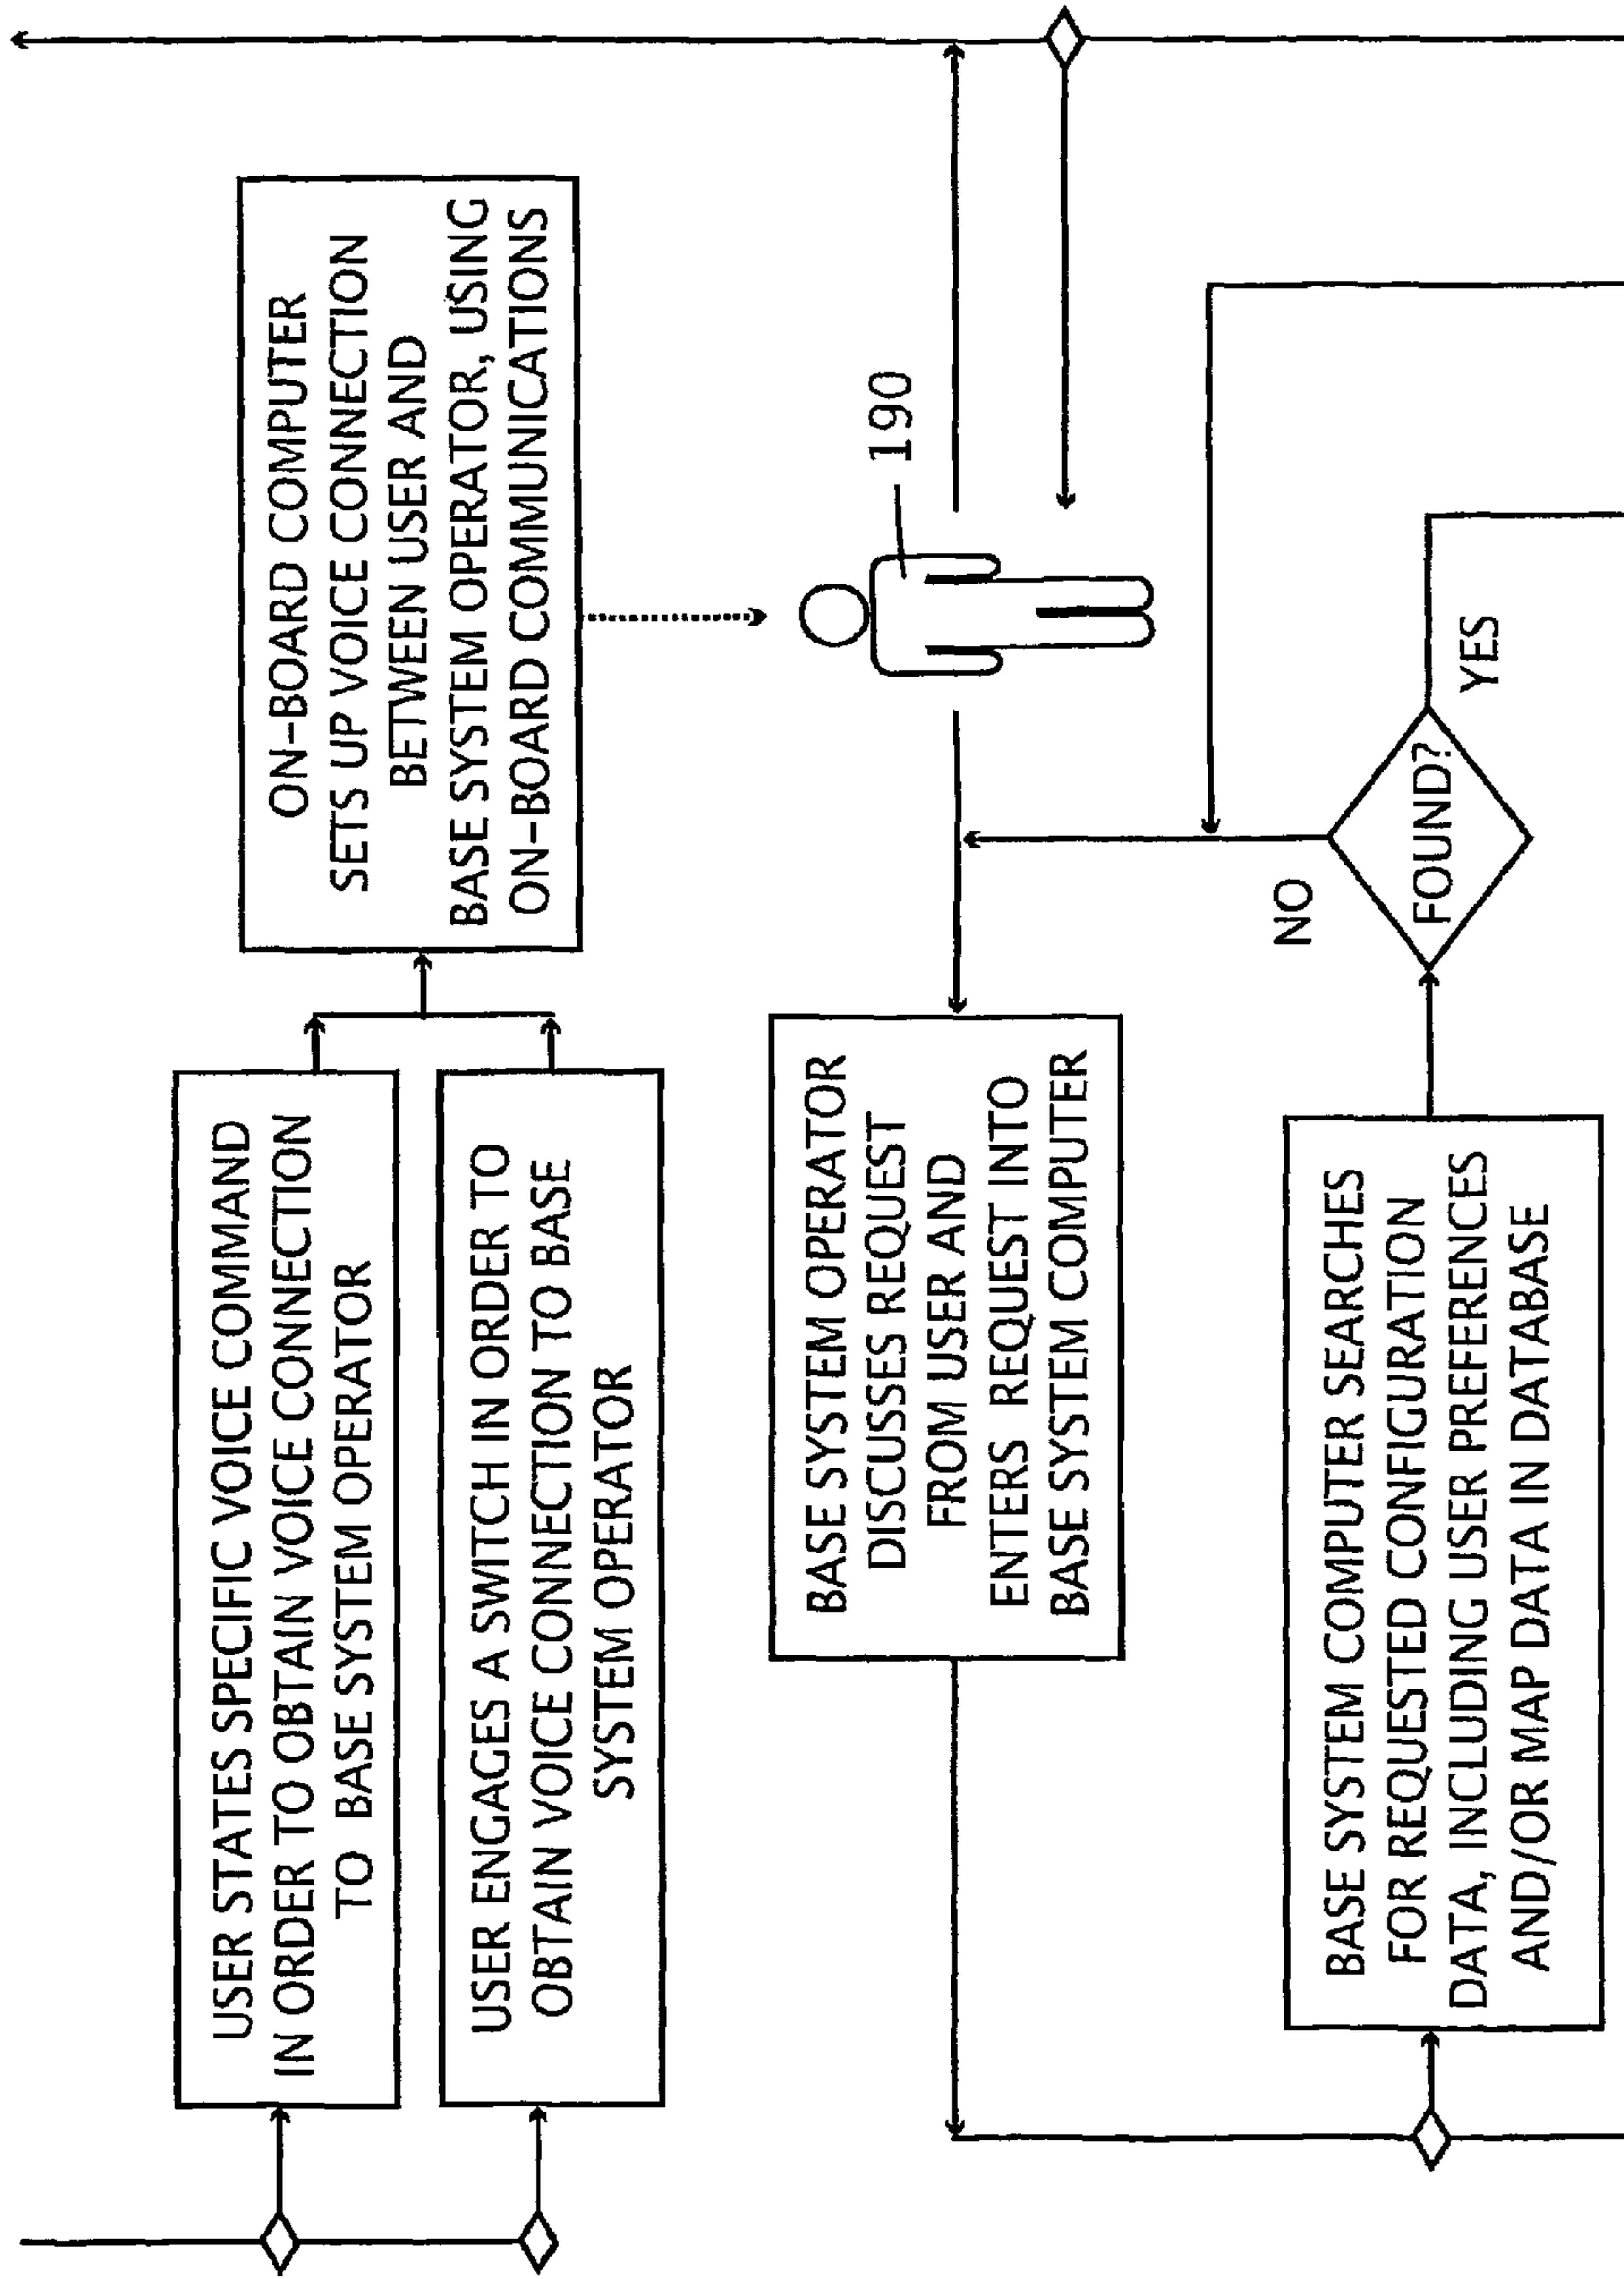 USER STATES SPECIFIC VOICE COMMAND
IN ORDER TO OBTAIN VOICE CONNECTION
TO BASE SYSTEM OPERATOR
USER ENGAGES A SWITCH IN ORDER TO
OBTAIN VOICE CONNECTION TO BASE
SYSTEM OPERATOR
ON-BOARD COMPUTER
SETS UP VOICE CONNECTION
BETWEEN USER AND
BASE SYSTEM OPERATOR, USING
ON-BOARD COMMUNICATIONS
190
BASE SYSTEM OPERATOR
DISCUSSES REQUEST
FROM USER AND
ENTERS REQUEST INTO
BASE SYSTEM COMPUTER
BASE SYSTEM COMPUTER SEARCHES
FOR REQUESTED CONFIGURATION
DATA, INCLUDING USER PREFERENCES
AND/OR MAP DATA IN DATABASE
NO
FOUND?
YES